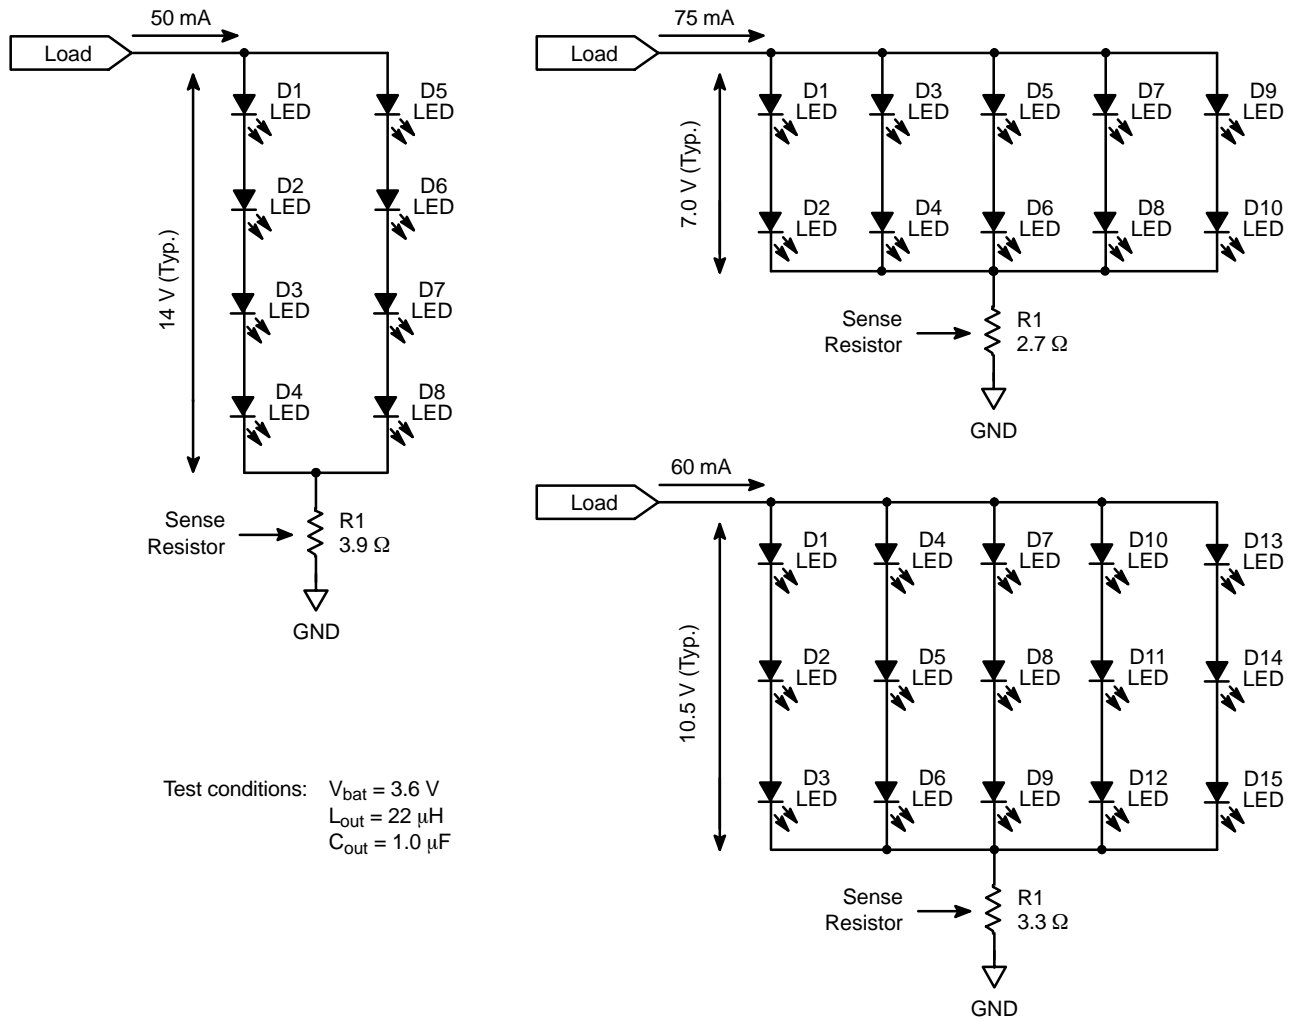 50 mA
Load
D1
LED
D5
LED
D2
LED
D6
LED
14 V (Typ.)
D3
LED
D7
LED
D4
LED
D8
LED
Sense
Resistor
R1
3.9 Ω
GND
Test conditions: Vbat = 3.6 V
Lout = 22 μH
Cout = 1.0 μF
75 mA
Load
D1
LED
D3
LED
D5
LED
D7
LED
D9
LED
7.0 V (Typ.)
D2
LED
D4
LED
D6
LED
D8
LED
D10
LED
Sense
Resistor
R1
2.7 Ω
GND
60 mA
Load
D1
LED
D4
LED
D7
LED
D10
LED
D13
LED
10.5 V (Typ.)
D2
LED
D5
LED
D8
LED
D11
LED
D14
LED
D3
LED
D6
LED
D9
LED
D12
LED
D15
LED
Sense
Resistor
R1
3.3 Ω
GND